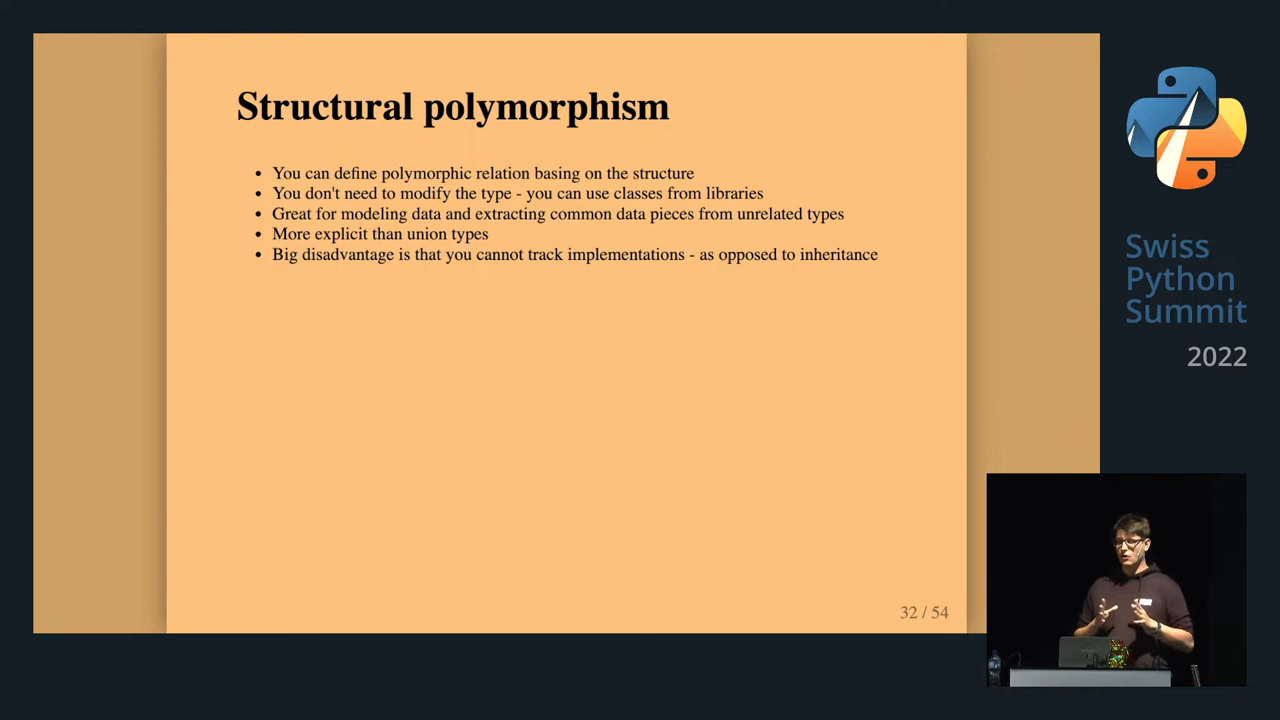 Structural polymorphism
• You can define polymorphic relation basing on the structure
• You don't need to modify the type - you can use classes from libraries
• Great for modeling data and extracting common data pieces from unrelated types
• More explicit than union types
• Big disadvantage is that you cannot track implementations - as opposed to inheritance
32 / 54
Swiss
Python
Summit
2022